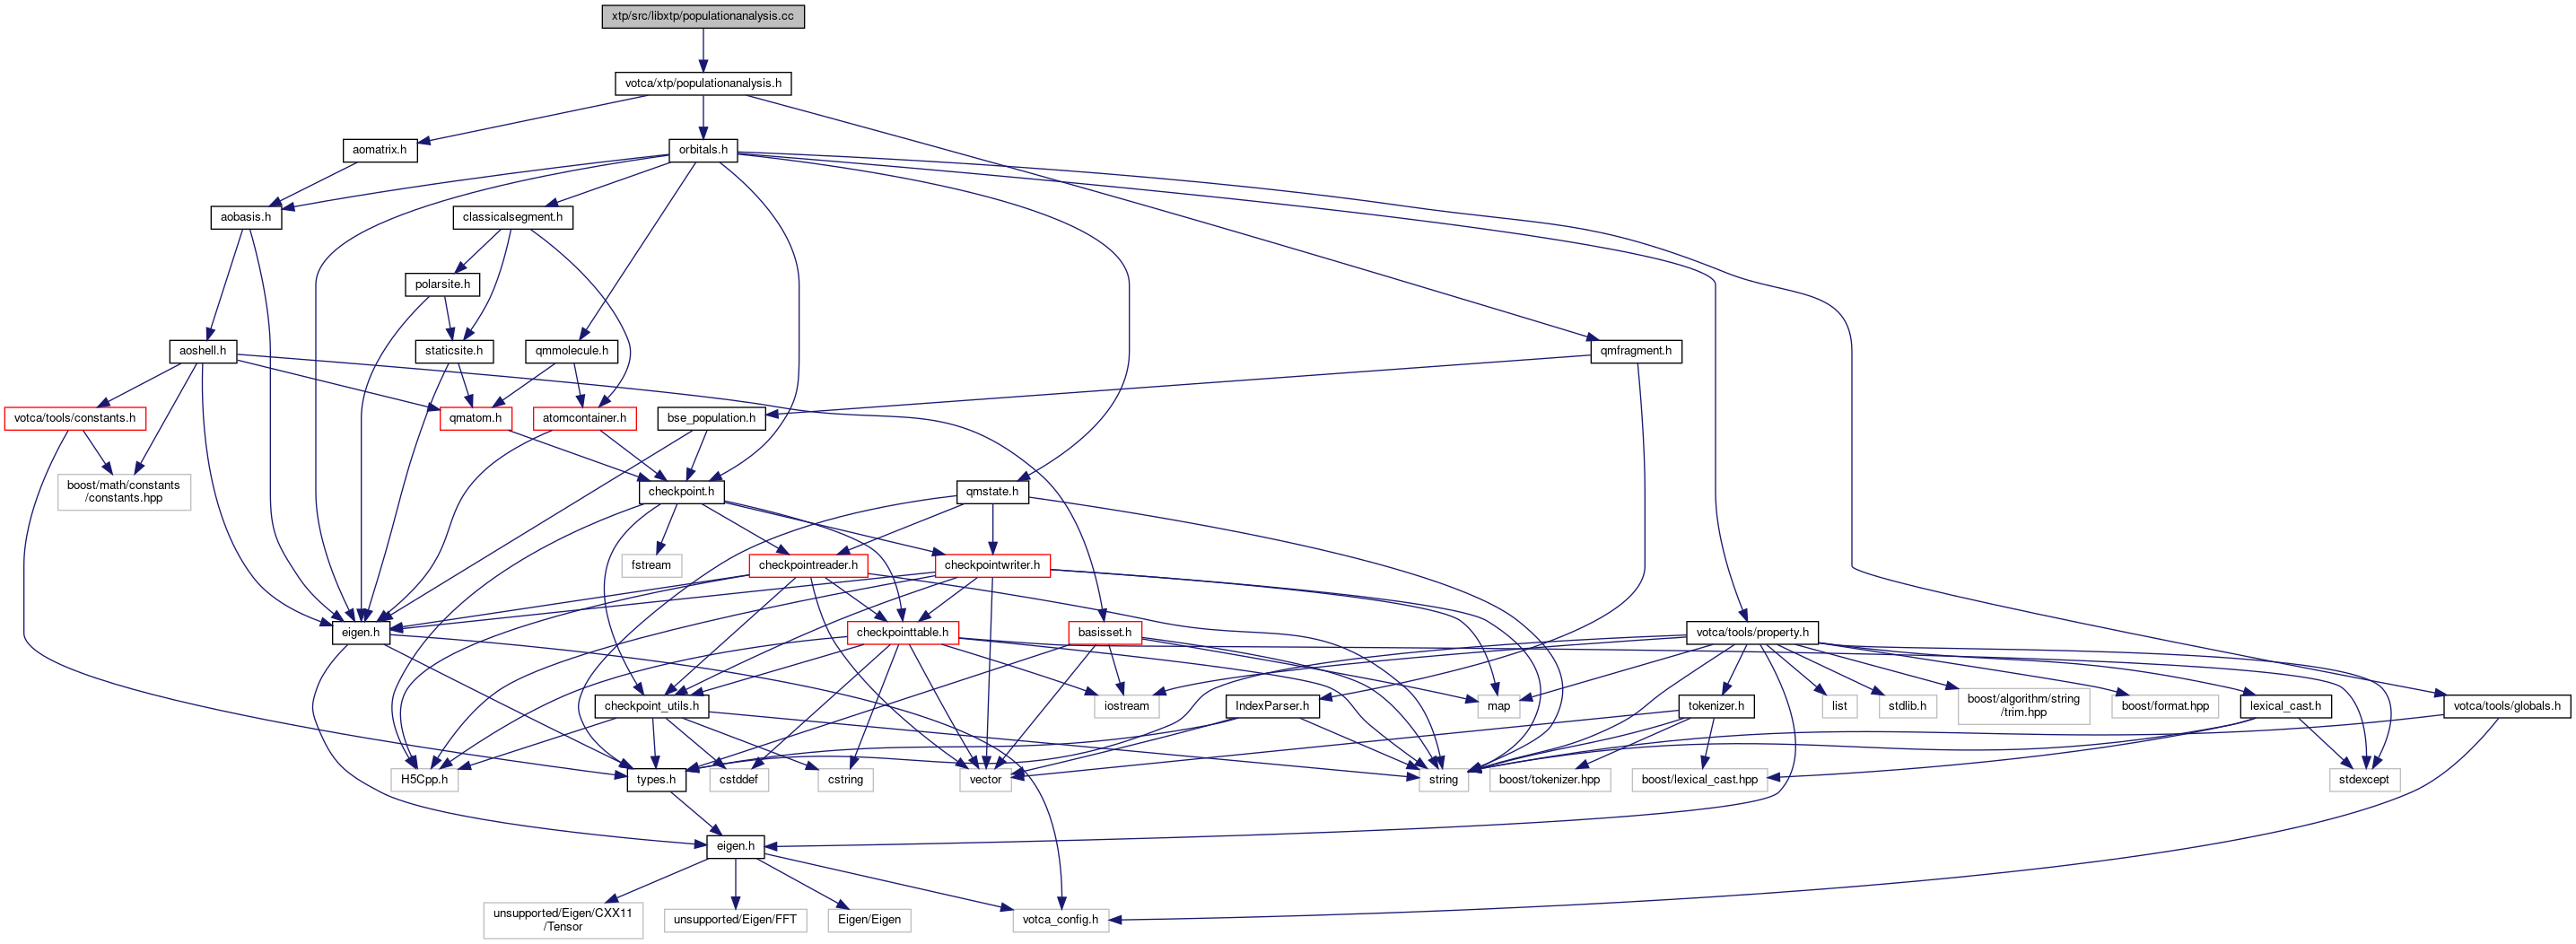 xtp/src/libxtp/populationanalysis.cc
votca/xtp/populationanalysis.h
aomatrix.h
orbitals.h
aobasis.h
classicalsegment.h
polarsite.h
aoshell.h
staticsite.h
qmmolecule.h
qmfragment.h
votca/tools/constants.h
qmatom.h
atomcontainer.h
bse_population.h
boost/math/constants
/constants.hpp
checkpoint.h
qmstate.h
fstream
checkpointreader.h
checkpointwriter.h
eigen.h
checkpointtable.h
basisset.h
votca/tools/property.h
checkpoint_utils.h
iostream
IndexParser.h
map
tokenizer.h
list
stdlib.h
boost/algorithm/string
/trim.hpp
boost/format.hpp
lexical_cast.h
votca/tools/globals.h
H5Cpp.h
types.h
cstddef
cstring
vector
string
boost/tokenizer.hpp
boost/lexical_cast.hpp
stdexcept
eigen.h
unsupported/Eigen/CXX11
/Tensor
unsupported/Eigen/FFT
Eigen/Eigen
votca_config.h